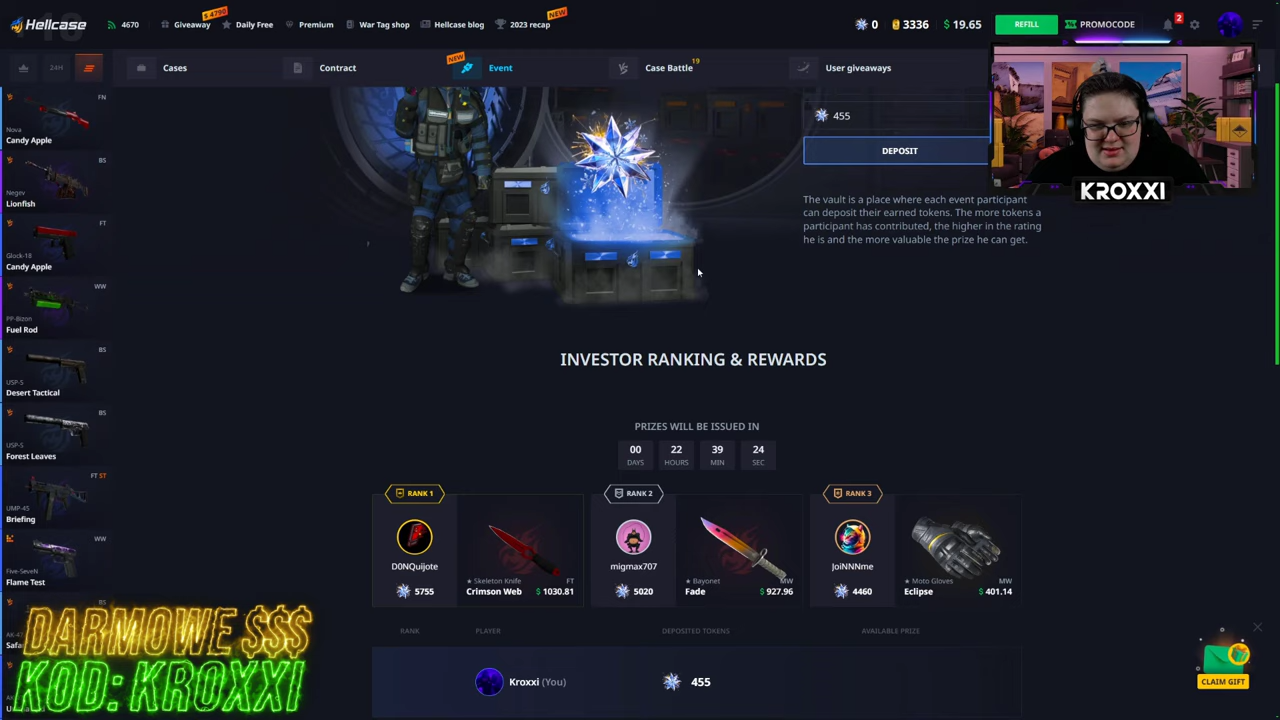 HELLCASE
4670
Giveaway
$ 4790
Daily Free
Premium
War Tag shop
Hellcase blog
2023 recap
NEW
0
3336
$ 19.65
REFILL
PROMOCODE
2
24H
Cases
Contract
NEW
Event
Case Battle
19
User giveaways
FN
Nova
Candy Apple
BS
Negev
Lionfish
FT
Glock-18
Candy Apple
WW
PP-Bizon
Fuel Rod
BS
USP-S
Desert Tactical
BS
USP-S
Forest Leaves
FT ST
UMP-45
Briefing
WW
Five-SeveN
Flame Test
BS
455
DEPOSIT
The vault is a place where each event participant
can deposit their earned tokens. The more tokens a
participant has contributed, the higher in the rating
he is and the more valuable the prize he can get.
KROXXI
INVESTOR RANKING & REWARDS
PRIZES WILL BE ISSUED IN
00 22 39 24
DAYS HOURS MIN SEC
RANK 1
D0NQuijote
5755
★ Skeleton Knife FT
Crimson Web $ 1030.81
RANK 2
migmax707
5020
★ Bayonet MW
Fade $ 927.96
RANK 3
JoiNNNme
4460
★ Moto Gloves MW
Eclipse $ 401.14
RANK PLAYER DEPOSITED TOKENS AVAILABLE PRIZE
Kroxxi (You) 455
DARMOWE $$$
KOD: KROXXI
CLAIM GIFT